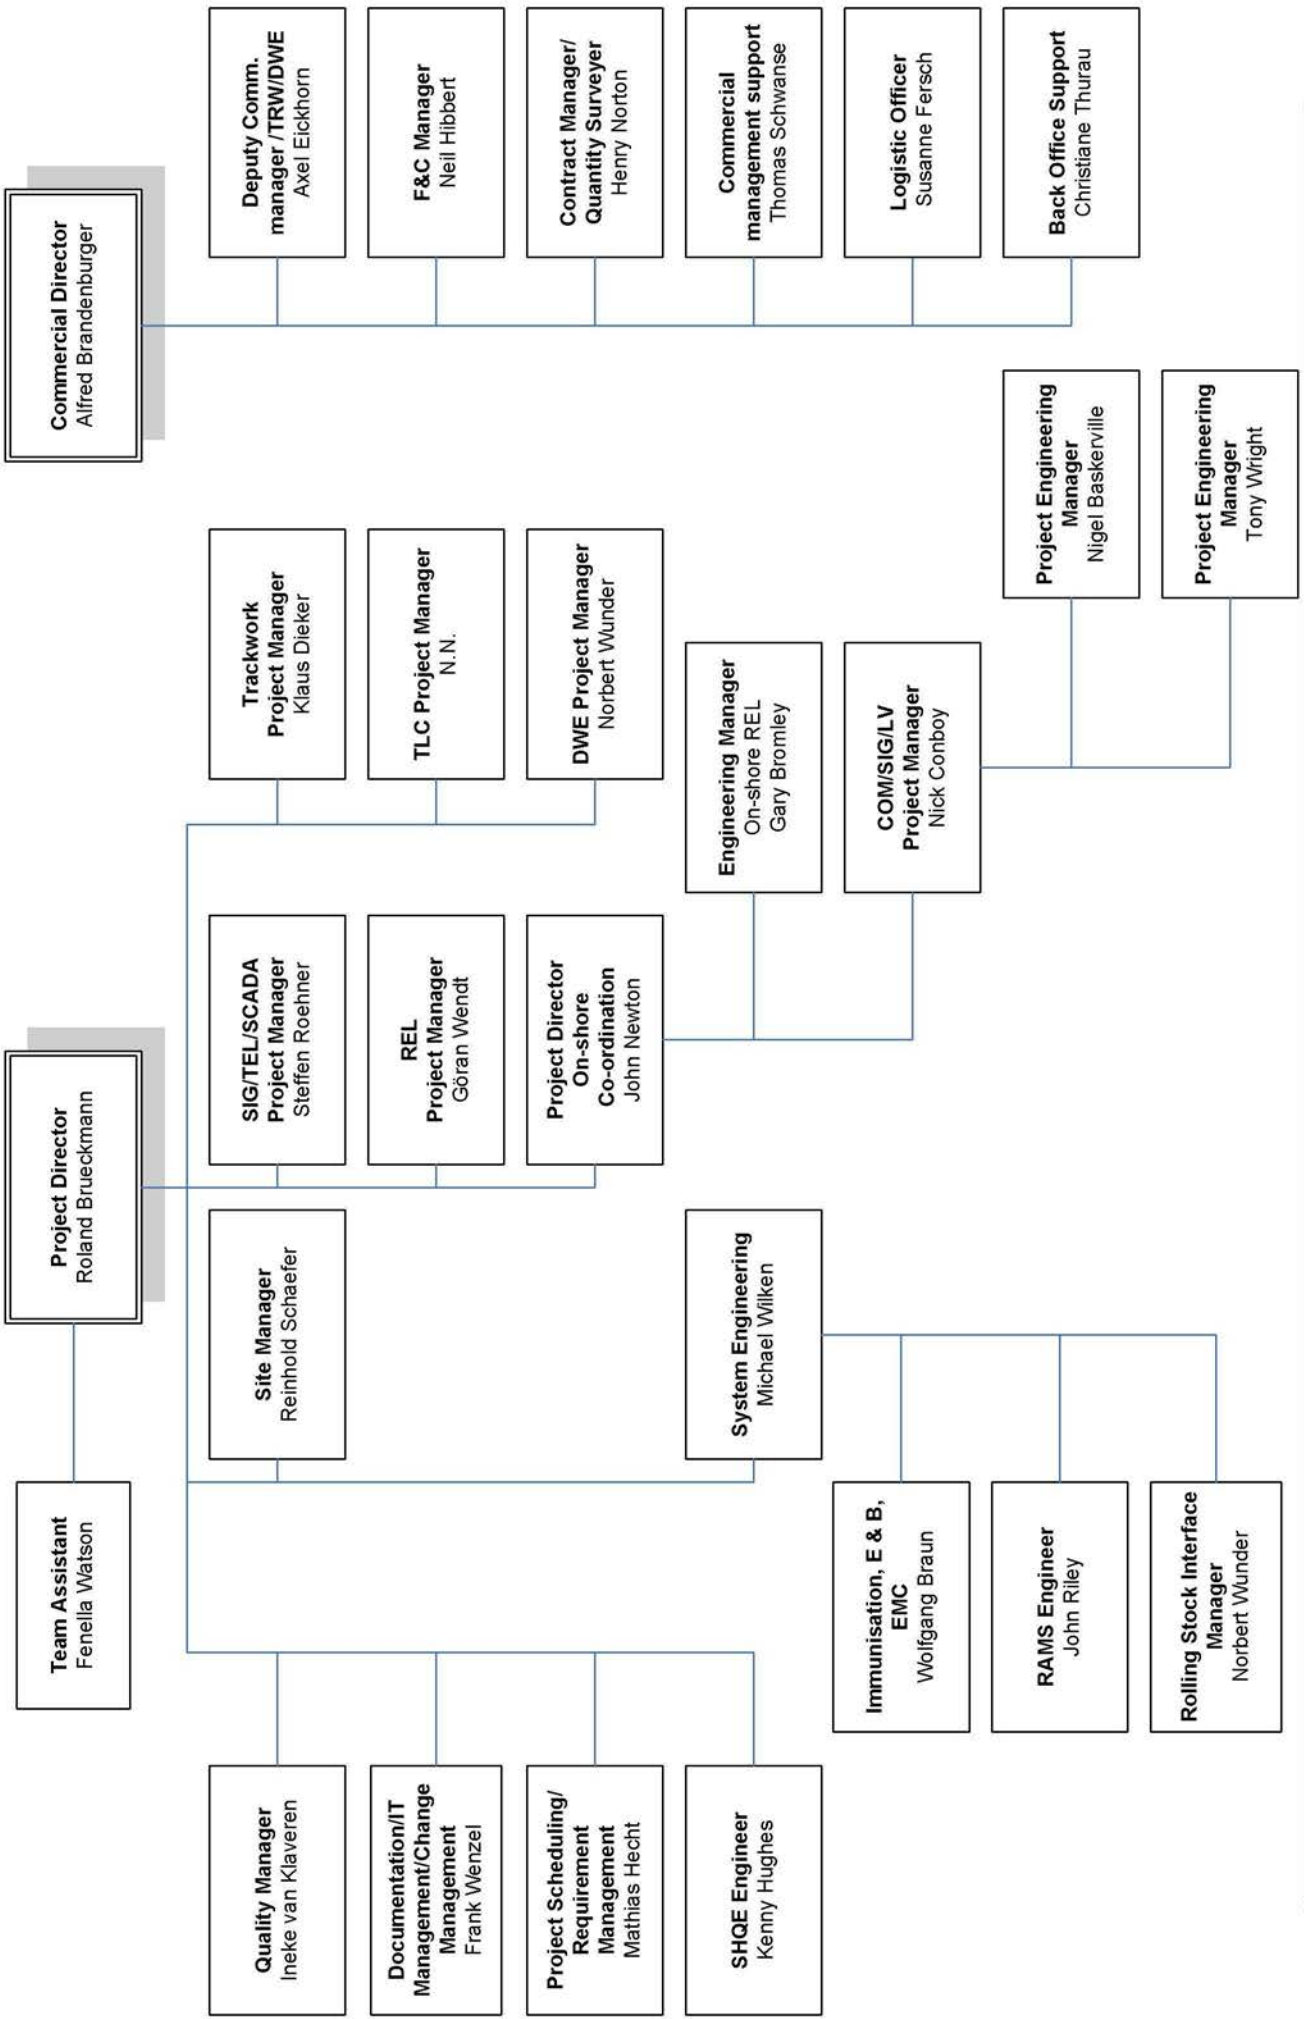 Team Assistant
Fenella Watson
Project Director
Roland Brueckmann
Commercial Director
Alfred Brandenburger
Quality Manager
Ineke van Klaveren
Documentation/IT
Management/Change
Management
Frank Wenzel
Project Scheduling/
Requirement
Management
Mathias Hecht
SHQE Engineer
Kenny Hughes
Site Manager
Reinhold Schaefer
System Engineering
Michael Wilken
Immunisation, E & B,
EMC
Wolfgang Braun
RAMS Engineer
John Riley
Rolling Stock Interface
Manager
Norbert Wunder
SIG/TEL/SCADA
Project Manager
Steffen Roehner
REL
Project Manager
Göran Wendt
Project Director
On-shore
Co-ordination
John Newton
Engineering Manager
On-shore REL
Gary Bromley
COM/SIG/LV
Project Manager
Nick Conboy
Project Engineering
Manager
Nigel Baskerville
Project Engineering
Manager
Tony Wright
Trackwork
Project Manager
Klaus Dieker
TLC Project Manager
N.N.
DWE Project Manager
Norbert Wunder
Deputy Comm.
manager /TRW/DWE
Axel Eickhorn
F&C Manager
Neil Hibbert
Contract Manager/
Quantity Surveyer
Henry Norton
Commercial
management support
Thomas Schwanse
Logistic Officer
Susanne Fersch
Back Office Support
Christiane Thurau